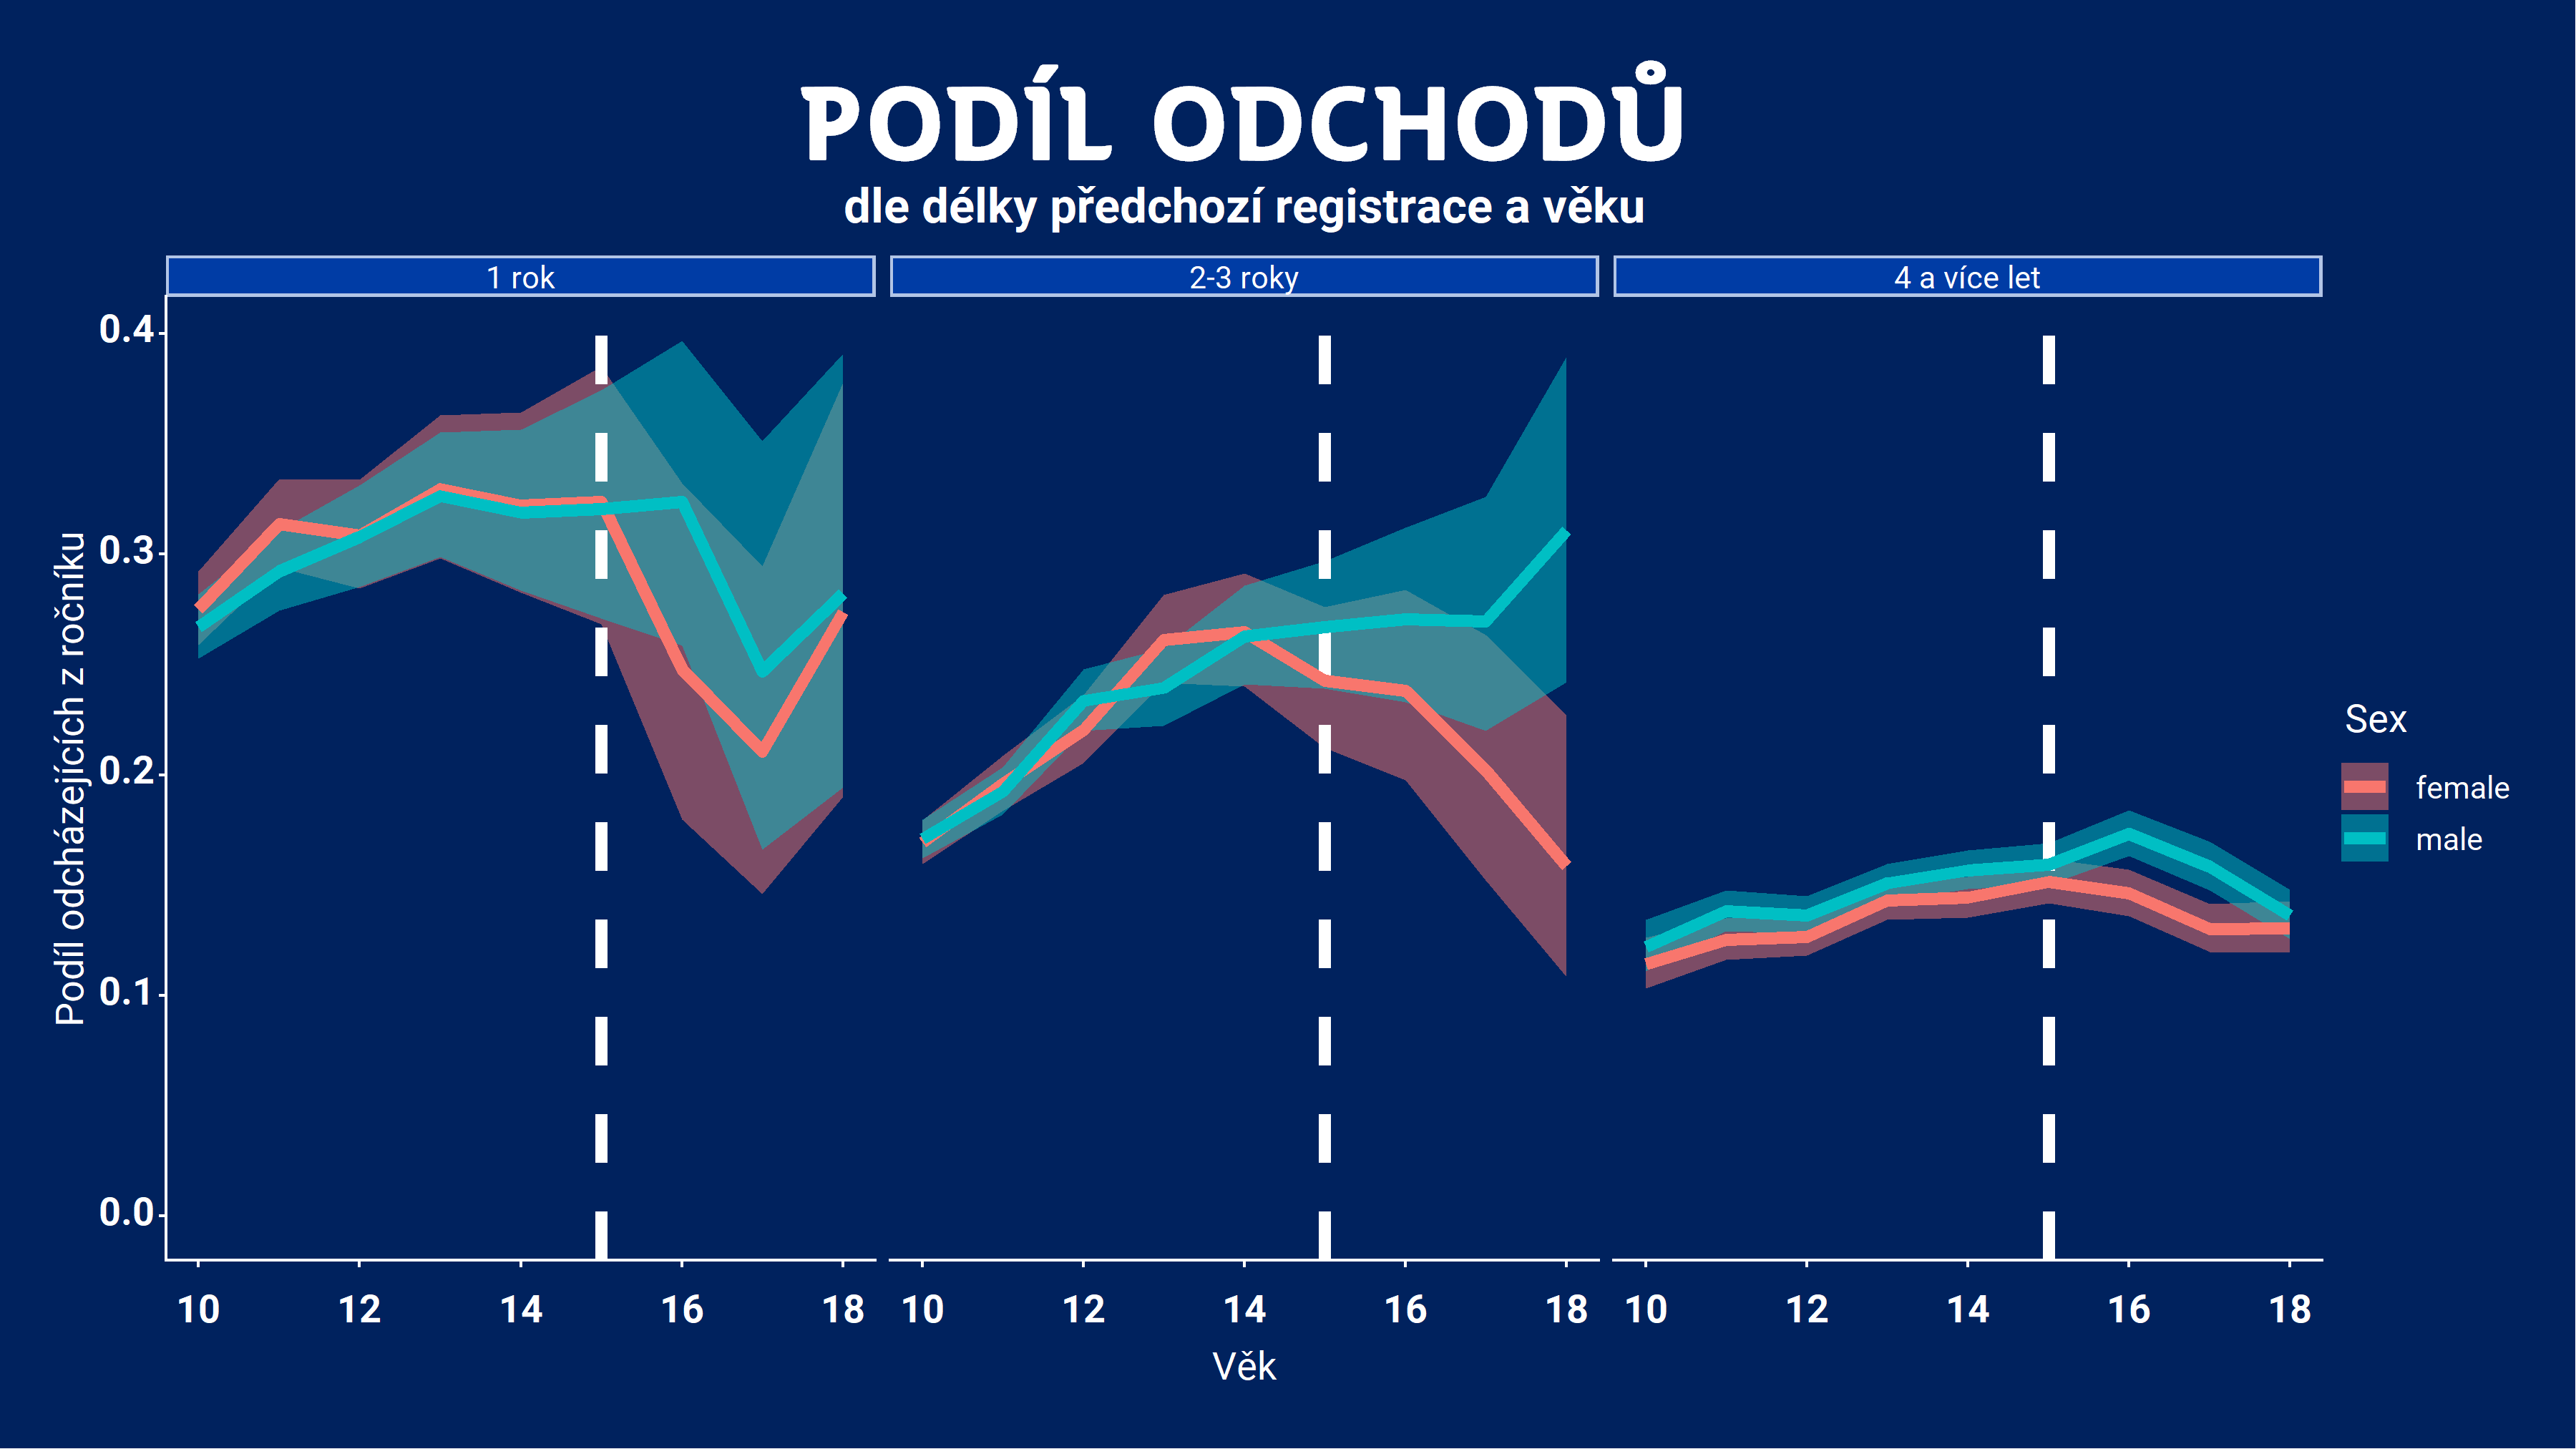 PODÍL ODCHODŮ
dle délky předchozí registrace a věku
1 rok
2-3 roky
4 a více let
Podíl odcházejících z ročníku
0.4
0.3
0.2
0.1
0.0
10 12 14 16 18 10 12 14 16 18 10 12 14 16 18
Věk
Sex
female
male